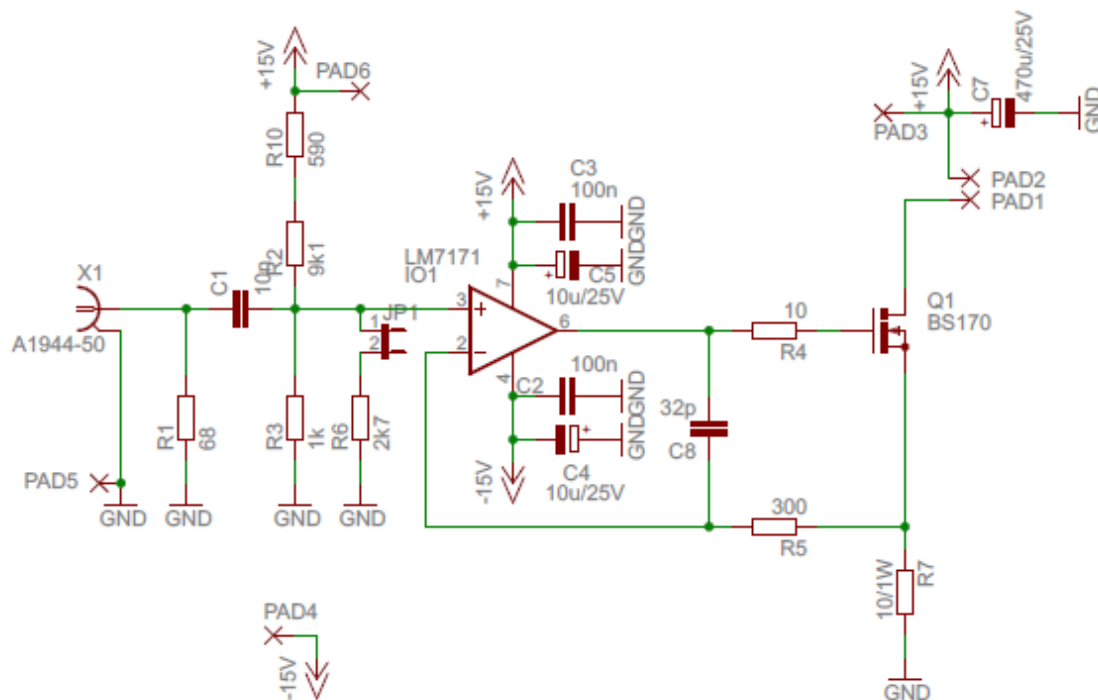 +15V
PAD6
R10
590
R2
9k1
X1
A1944-50
C1
10n
R1
68
PAD5
GND
GND
R3
1k
GND
JP1
1
2
R6
2k7
GND
LM7171
IO1
3
2
6
7
4
+
−
+15V
C3
100n
GND
+
C5
10u/25V
GND
C2
100n
GND
+
C4
10u/25V
GND
-15V
10
R4
32p
C8
300
R5
Q1
BS170
+15V
PAD3
C7
470u/25V
+
GND
PAD2
PAD1
10/1W
R7
GND
PAD4
-15V